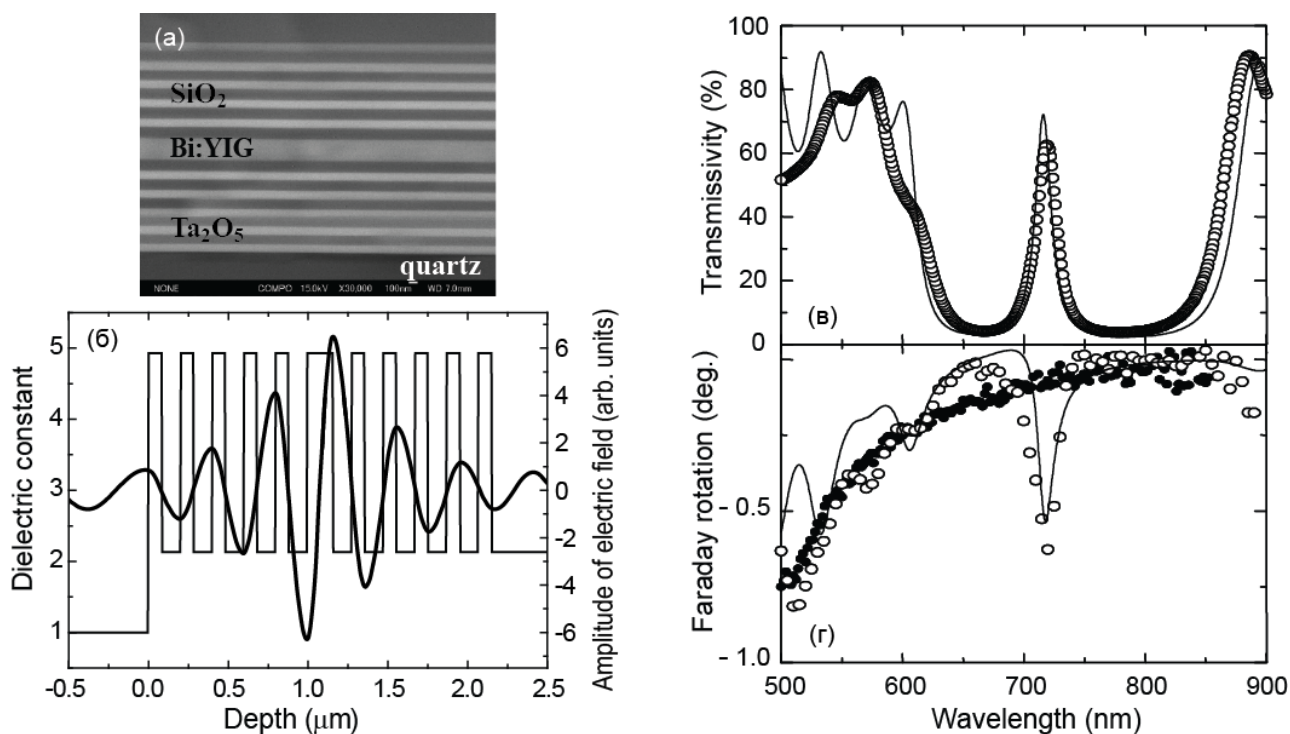 (а)
SiO2
Bi:YIG
Ta2O5
quartz
NONE COMPO 15.0kV X30,000 100nm WD 7.0mm
(б)
5
4
3
2
1
Dielectric constant
6
4
2
0
-2
-4
-6
Amplitude of electric field (arb. units)
-0.5 0.0 0.5 1.0 1.5 2.0 2.5
Depth (μm)
100
80
60
40
20
0
Transmissivity (%)
(в)
- 0.5
- 1.0
Faraday rotation (deg.)
(г)
500 600 700 800 900
Wavelength (nm)